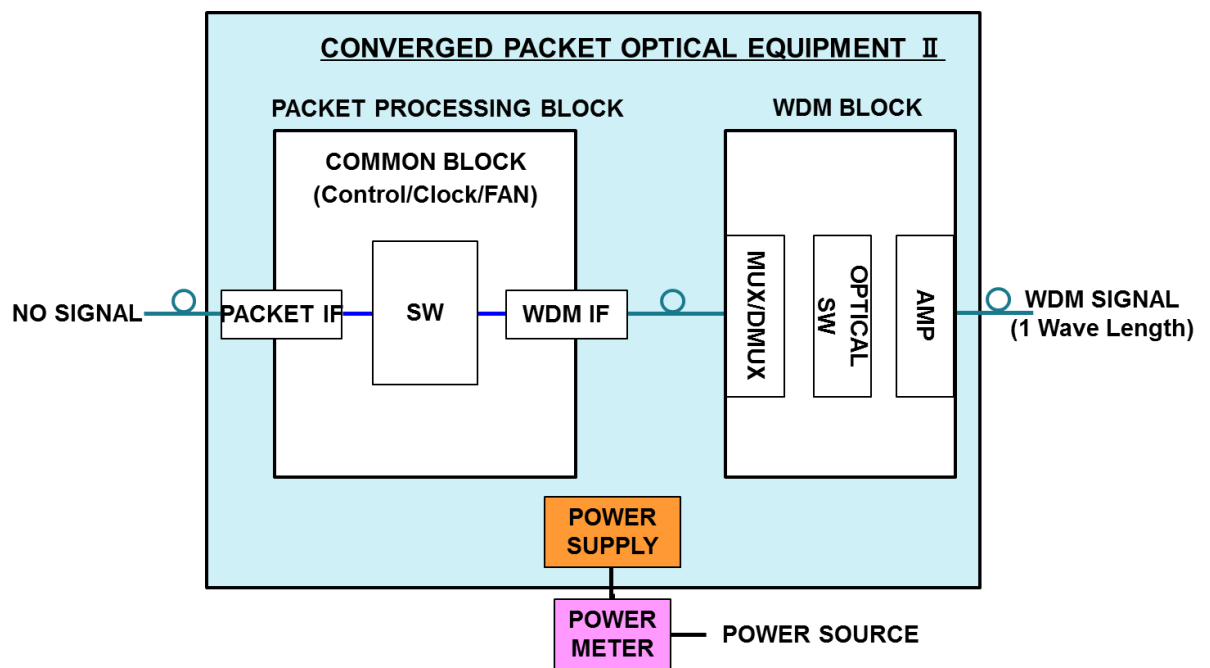 CONVERGED PACKET OPTICAL EQUIPMENT Ⅱ
PACKET PROCESSING BLOCK
WDM BLOCK
COMMON BLOCK
(Control/Clock/FAN)
NO SIGNAL
PACKET IF
SW
WDM IF
MUX/DMUX
OPTICAL
SW
AMP
WDM SIGNAL
(1 Wave Length)
POWER
SUPPLY
POWER
METER
POWER SOURCE